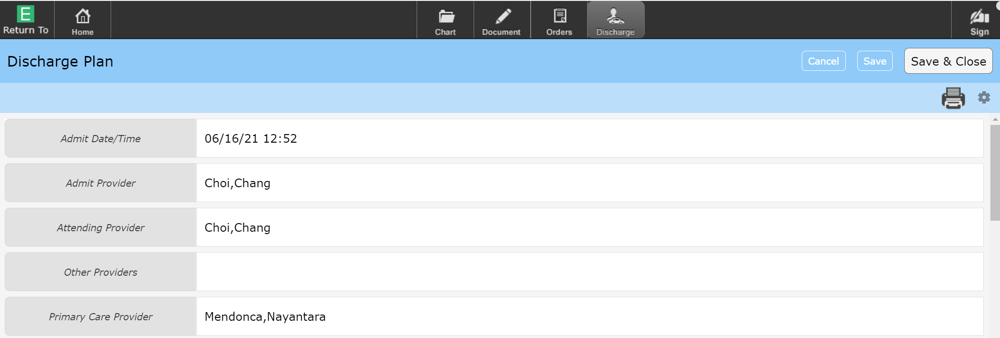 E
Return To
Home
Chart
Document
Orders
Discharge
Sign
Discharge Plan
Cancel
Save
Save & Close
Admit Date/Time
06/16/21 12:52
Admit Provider
Choi,Chang
Attending Provider
Choi,Chang
Other Providers
Primary Care Provider
Mendonca,Nayantara